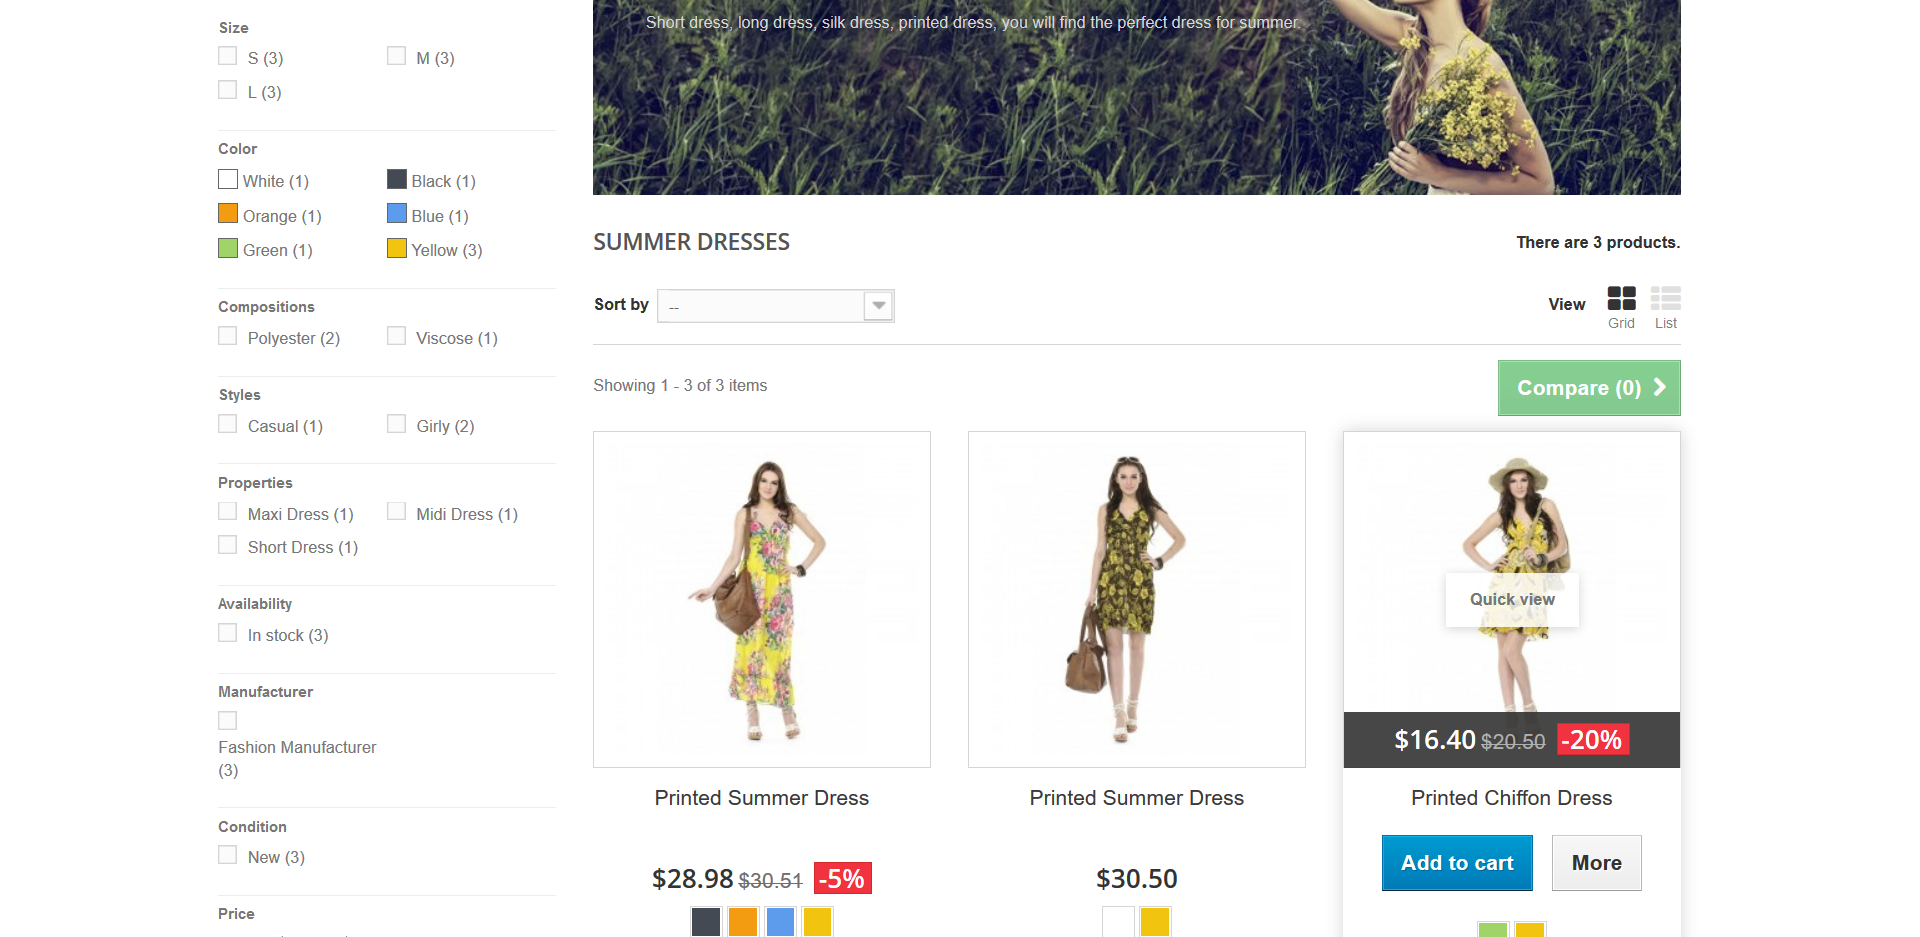 Size
S (3)
M (3)
L (3)
Color
White (1)
Black (1)
Orange (1)
Blue (1)
Green (1)
Yellow (3)
Compositions
Polyester (2)
Viscose (1)
Styles
Casual (1)
Girly (2)
Properties
Maxi Dress (1)
Midi Dress (1)
Short Dress (1)
Availability
In stock (3)
Manufacturer
Fashion Manufacturer
(3)
Condition
New (3)
Price
Short dress, long dress, silk dress, printed dress, you will find the perfect dress for summer.
SUMMER DRESSES
There are 3 products.
Sort by
--
View
Grid
List
Showing 1 - 3 of 3 items
Compare (0)
Printed Summer Dress
$28.98 $30.51 -5%
Printed Summer Dress
$30.50
Quick view
$16.40 $20.50 -20%
Printed Chiffon Dress
Add to cart
More